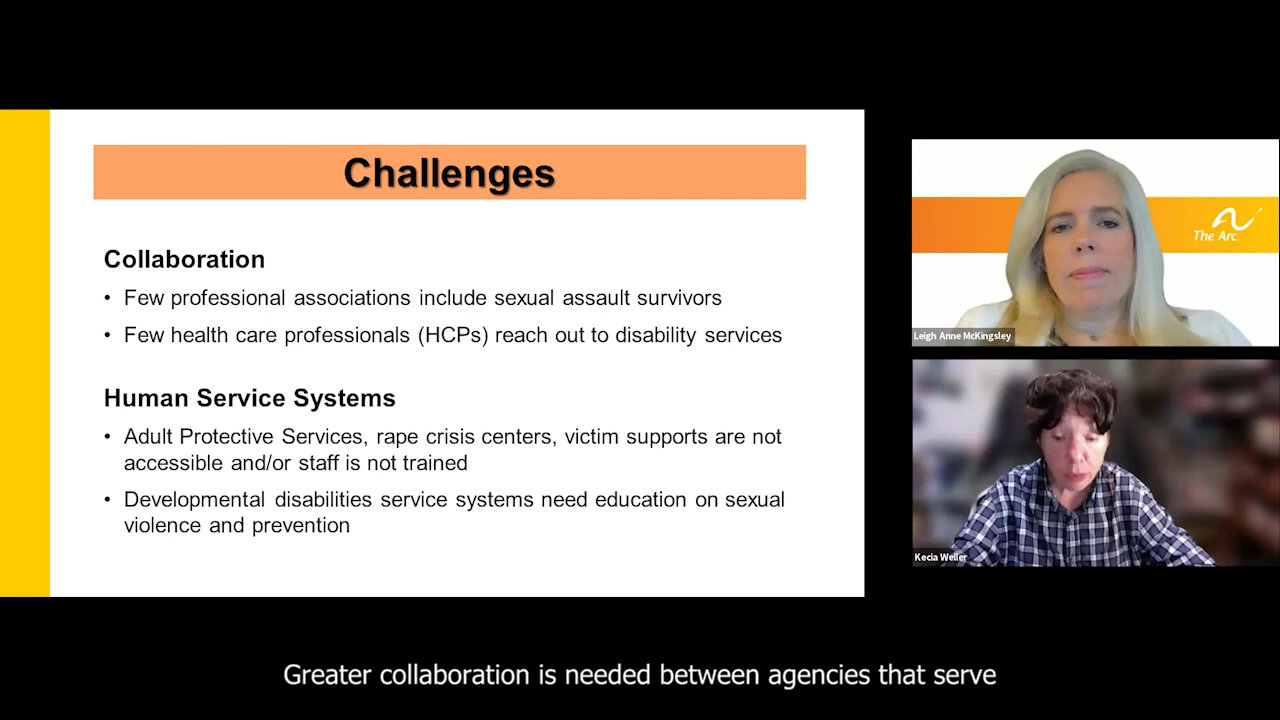 Challenges
Collaboration
• Few professional associations include sexual assault survivors
• Few health care professionals (HCPs) reach out to disability services
Human Service Systems
• Adult Protective Services, rape crisis centers, victim supports are not
accessible and/or staff is not trained
• Developmental disabilities service systems need education on sexual
violence and prevention
The Arc
Leigh Anne McKingsley
Kecia Weller
Greater collaboration is needed between agencies that serve